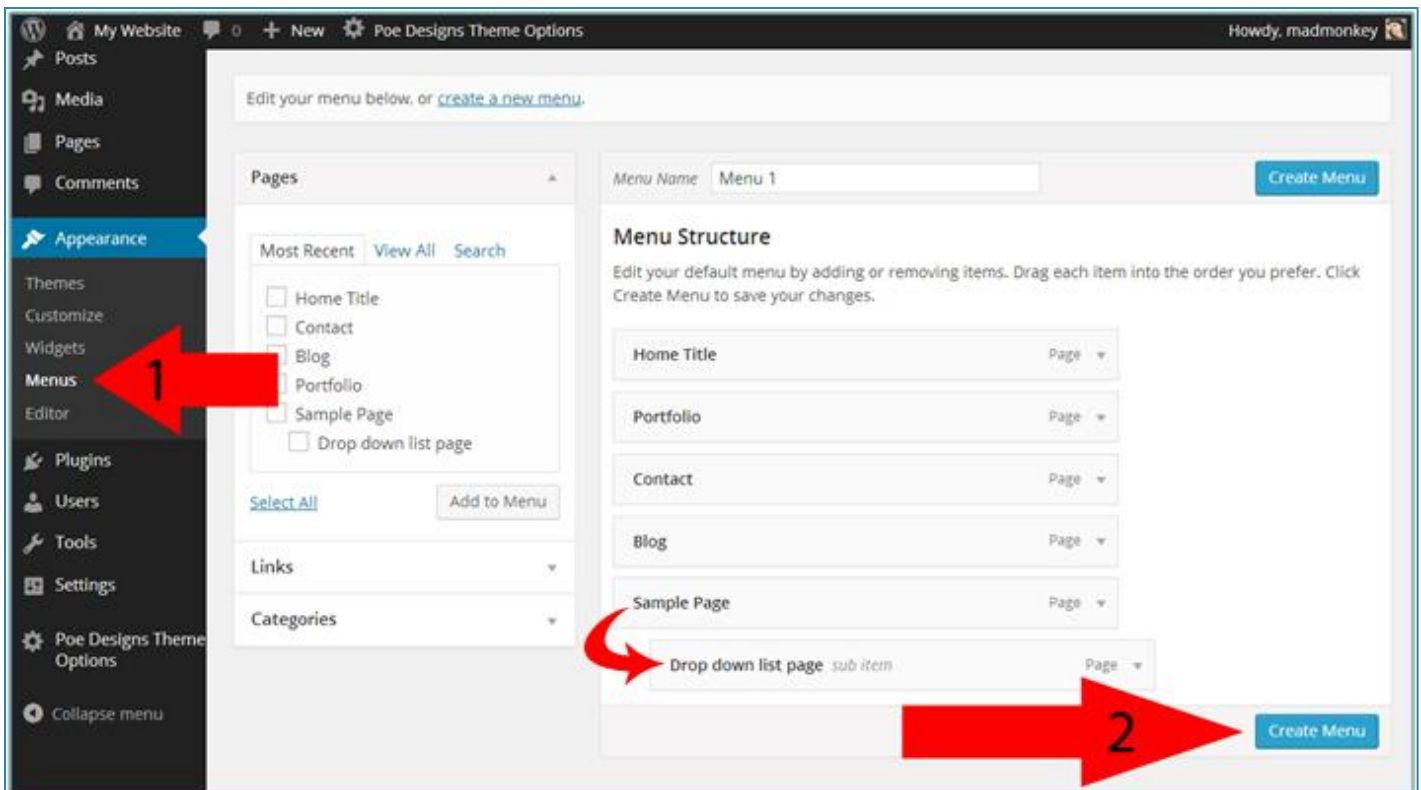 My Website 0 + New Poe Designs Theme Options Howdy, madmonkey
Posts
Media
Pages
Comments
Appearance
Themes
Customize
Widgets
Menus
Editor
Plugins
Users
Tools
Settings
Poe Designs Theme
Options
Collapse menu
1
Edit your menu below, or create a new menu.
Pages
Most Recent View All Search
Home Title
Contact
Blog
Portfolio
Sample Page
Drop down list page
Select All Add to Menu
Links
Categories
Menu Name Menu 1 Create Menu
Menu Structure
Edit your default menu by adding or removing items. Drag each item into the order you prefer. Click
Create Menu to save your changes.
Home Title Page
Portfolio Page
Contact Page
Blog Page
Sample Page Page
Drop down list page sub item Page
2
Create Menu